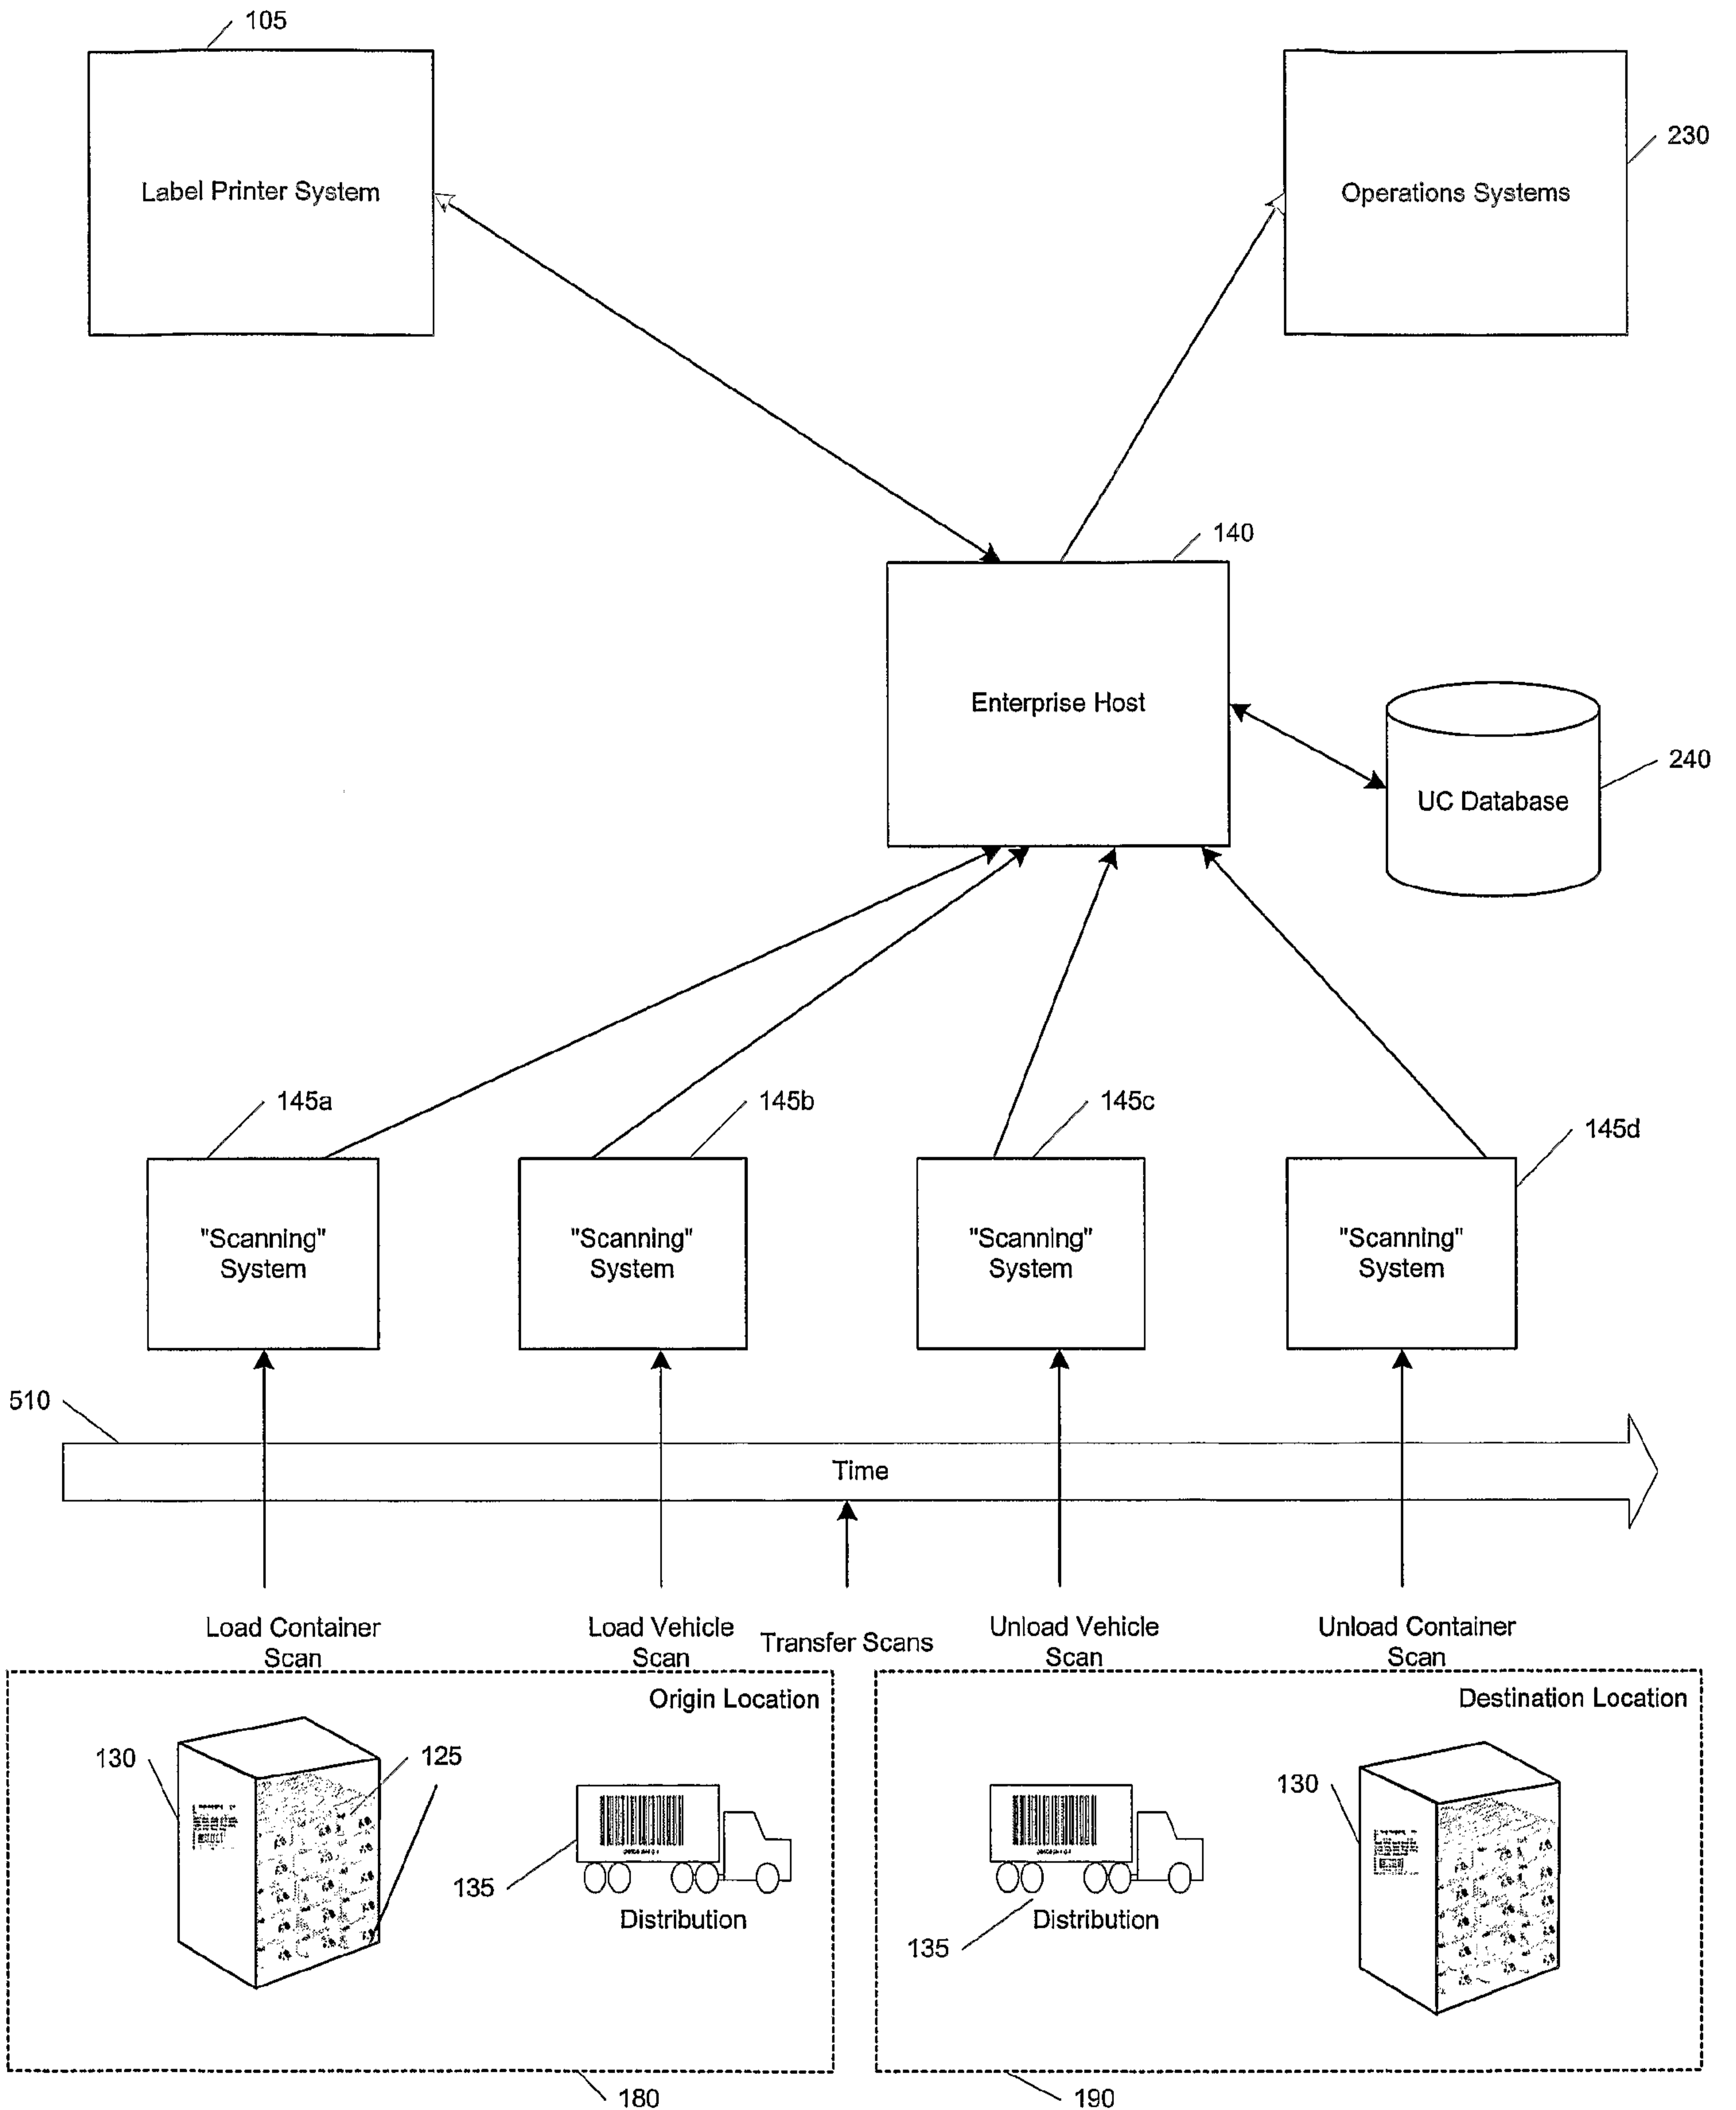 105
230
Label Printer System
Operations Systems
140
Enterprise Host
240
UC Database
145a
145b
145c
145d
"Scanning"
System
"Scanning"
System
"Scanning"
System
"Scanning"
System
510
Time
Load Container
Scan
Load Vehicle
Scan
Transfer Scans
Unload Vehicle
Scan
Unload Container
Scan
Origin Location
Destination Location
130
125
135
Distribution
130
135
Distribution
180
190